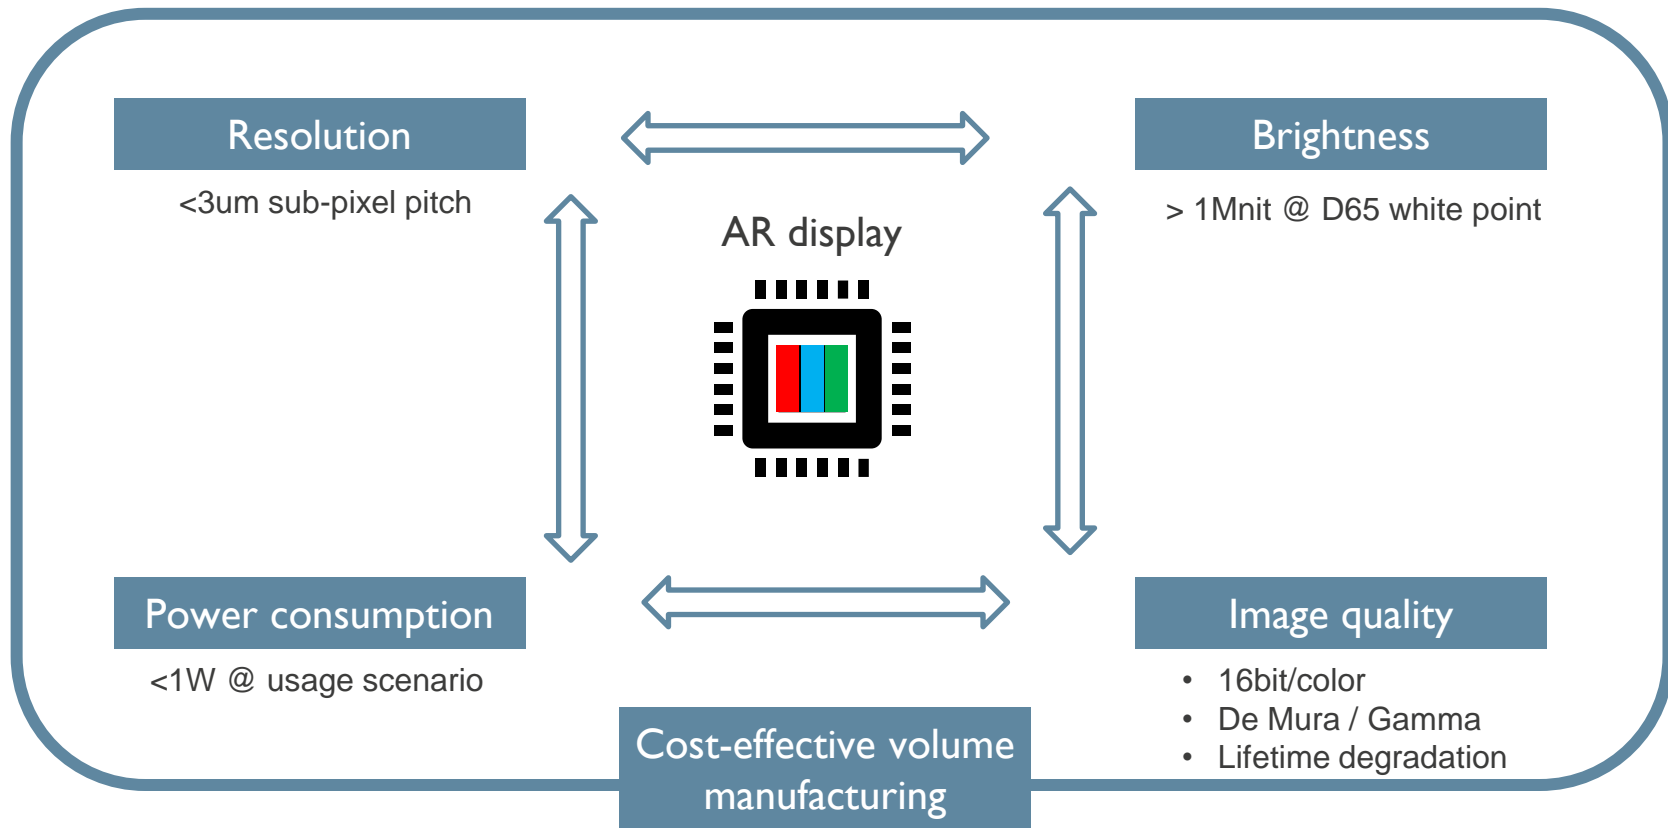 Resolution
<3um sub-pixel pitch
Brightness
> 1Mnit @ D65 white point
AR display
Power consumption
<1W @ usage scenario
Image quality
• 16bit/color
• De Mura / Gamma
• Lifetime degradation
Cost-effective volume
manufacturing